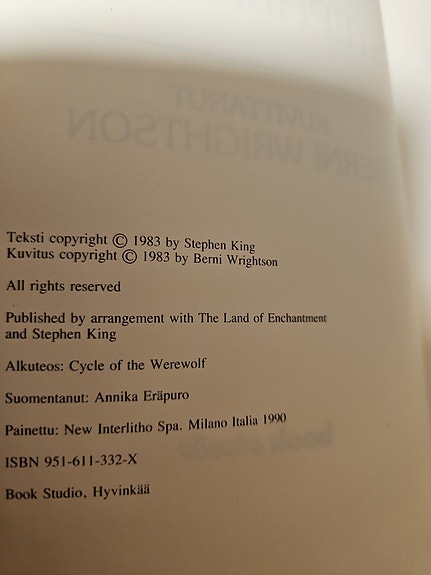 Teksti copyright © 1983 by Stephen King
Kuvitus copyright © 1983 by Berni Wrightson
All rights reserved
Published by arrangement with The Land of Enchantment
and Stephen King
Alkuteos: Cycle of the Werewolf
Suomentanut: Annika Eräpuro
Painettu: New Interlitho Spa. Milano Italia 1990
ISBN 951-611-332-X
Book Studio, Hyvinkää